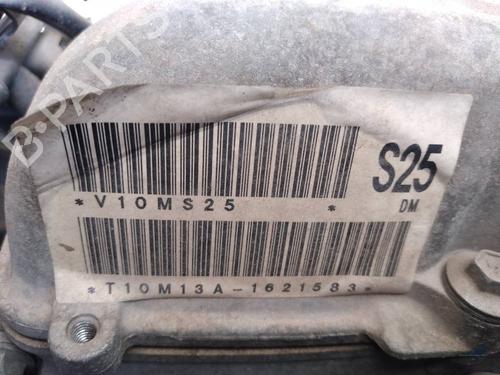 B-PARTS
*V10MS25 *
S25
DM
*T10M13A-1621583*